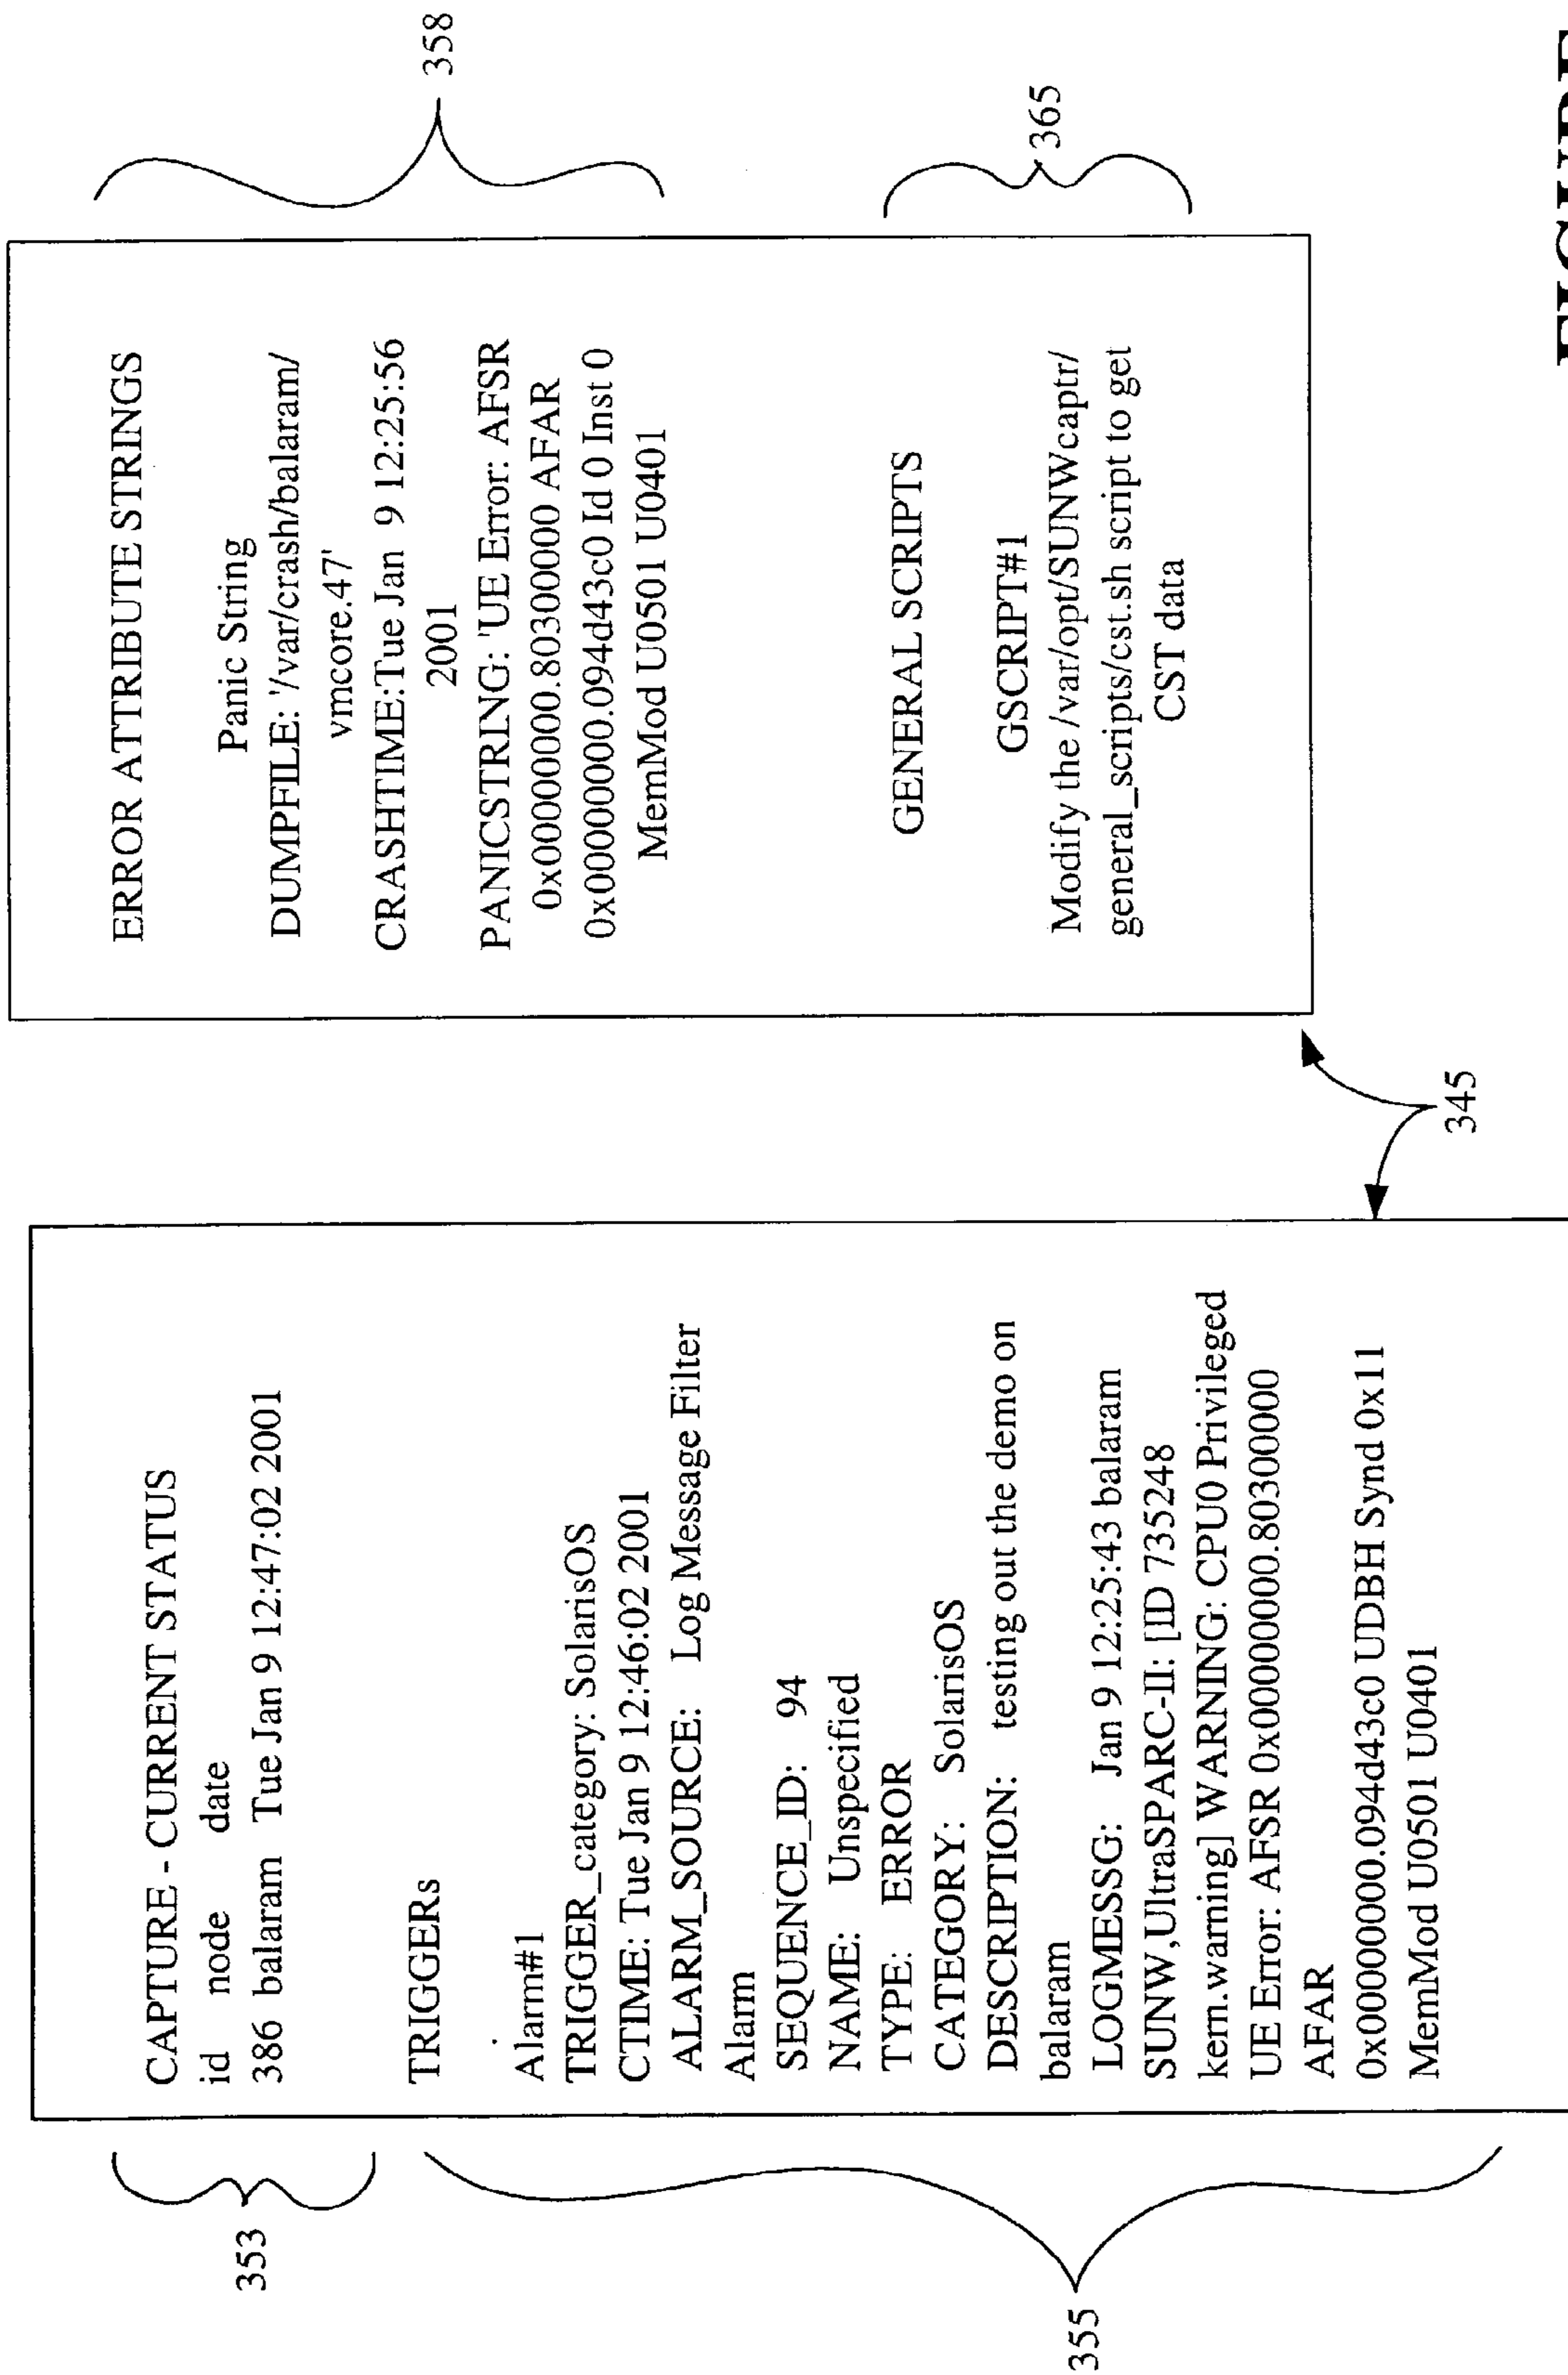 353
355
CAPTURE - CURRENT STATUS
id node date
386 balaram Tue Jan 9 12:47:02 2001
TRIGGERs
Alarm#1
TRIGGER_category: SolarisOS
CTIME: Tue Jan 9 12:46:02 2001
ALARM_SOURCE: Log Message Filter
Alarm
SEQUENCE_ID: 94
NAME: Unspecified
TYPE: ERROR
CATEGORY: SolarisOS
DESCRIPTION: testing out the demo on
balaram
LOGMESSG: Jan 9 12:25:43 balaram
SUNW,UltraSPARC-II: [ID 735248
kern.warning] WARNING: CPU0 Privileged
UE Error: AFSR 0x00000000.80300000
AFAR
0x00000000.094d43c0 UDBH Synd 0x11
MemMod U0501 U0401
345
ERROR ATTRIBUTE STRINGS
Panic String
DUMPFILE: '/var/crash/balaram/
vmcore.47'
CRASHTIME:Tue Jan 9 12:25:56
2001
PANICSTRING: 'UE Error: AFSR
0x00000000.80300000 AFAR
0x00000000.094d43c0 Id 0 Inst 0
MemMod U0501 U0401
GENERAL SCRIPTS
GSCRIPT#1
Modify the /var/opt/SUNWcaptr/
general_scripts/cst.sh script to get
CST data
358
365
FIGURE